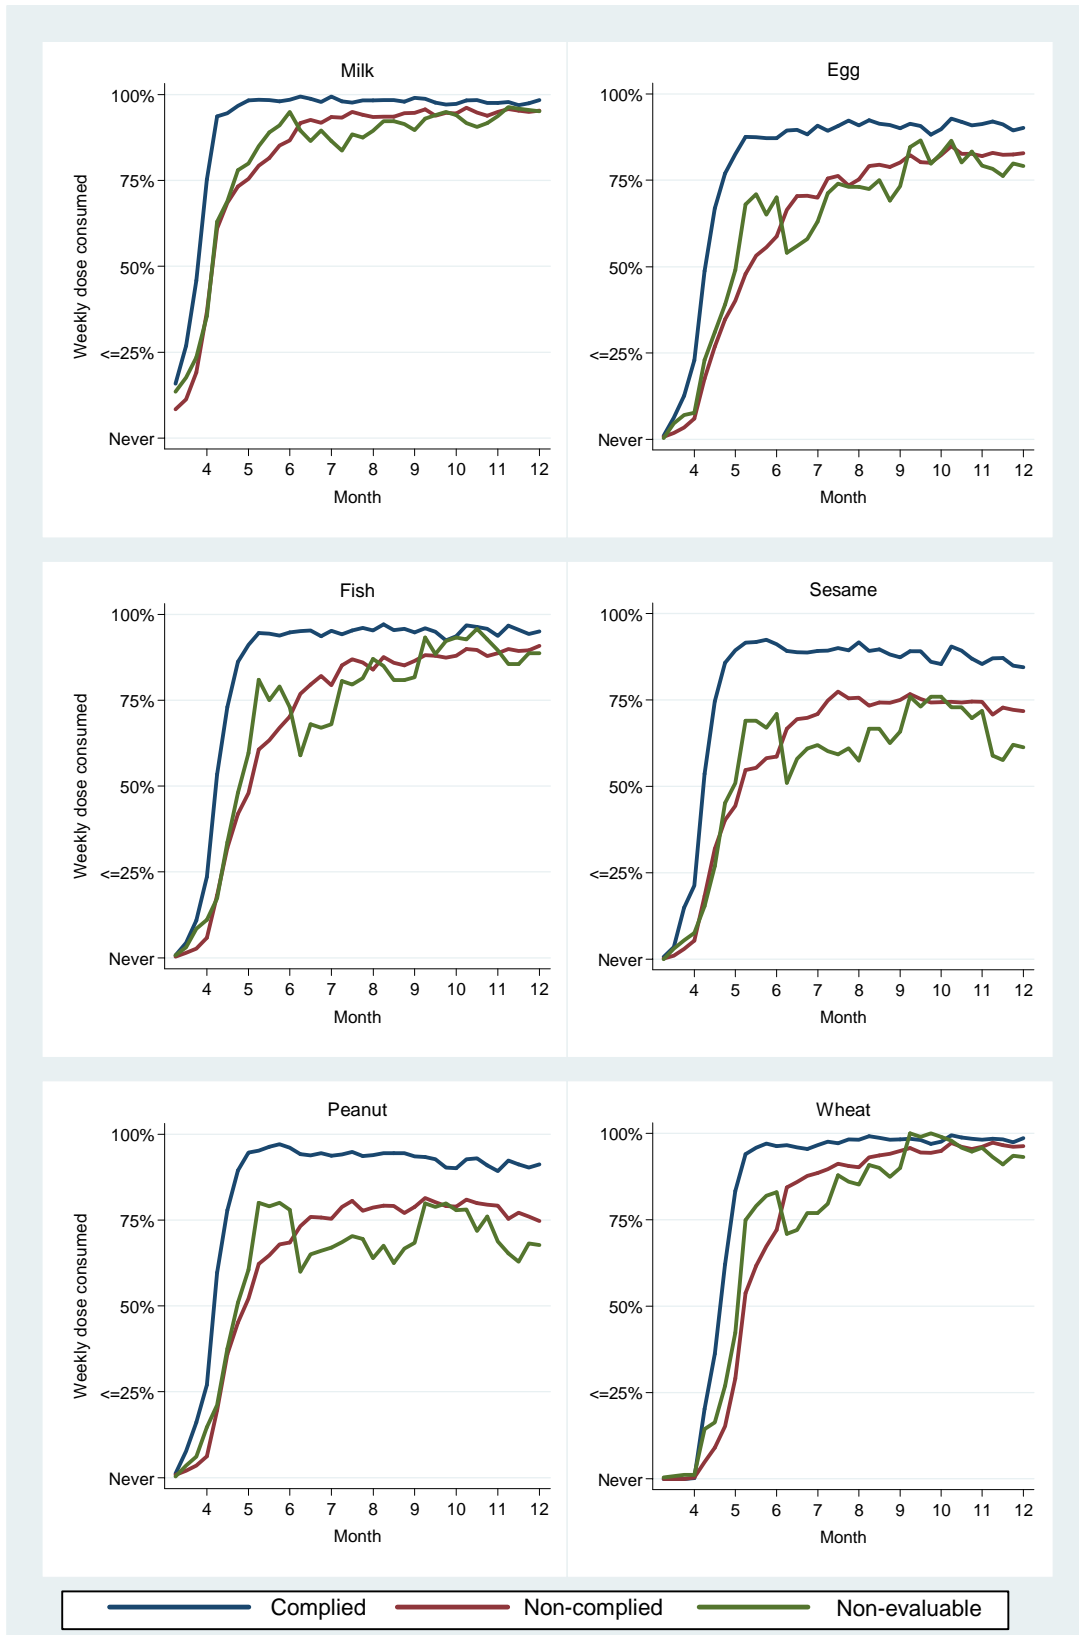 Milk
Weekly dose consumed
100%
75%
50%
<=25%
Never
4 5 6 7 8 9 10 11 12
Month
Egg
100%
75%
50%
<=25%
Never
4 5 6 7 8 9 10 11 12
Month
Fish
Weekly dose consumed
100%
75%
50%
<=25%
Never
4 5 6 7 8 9 10 11 12
Month
Sesame
100%
75%
50%
<=25%
Never
4 5 6 7 8 9 10 11 12
Month
Peanut
Weekly dose consumed
100%
75%
50%
<=25%
Never
4 5 6 7 8 9 10 11 12
Month
Wheat
100%
75%
50%
<=25%
Never
4 5 6 7 8 9 10 11 12
Month
Complied Non-complied Non-evaluable